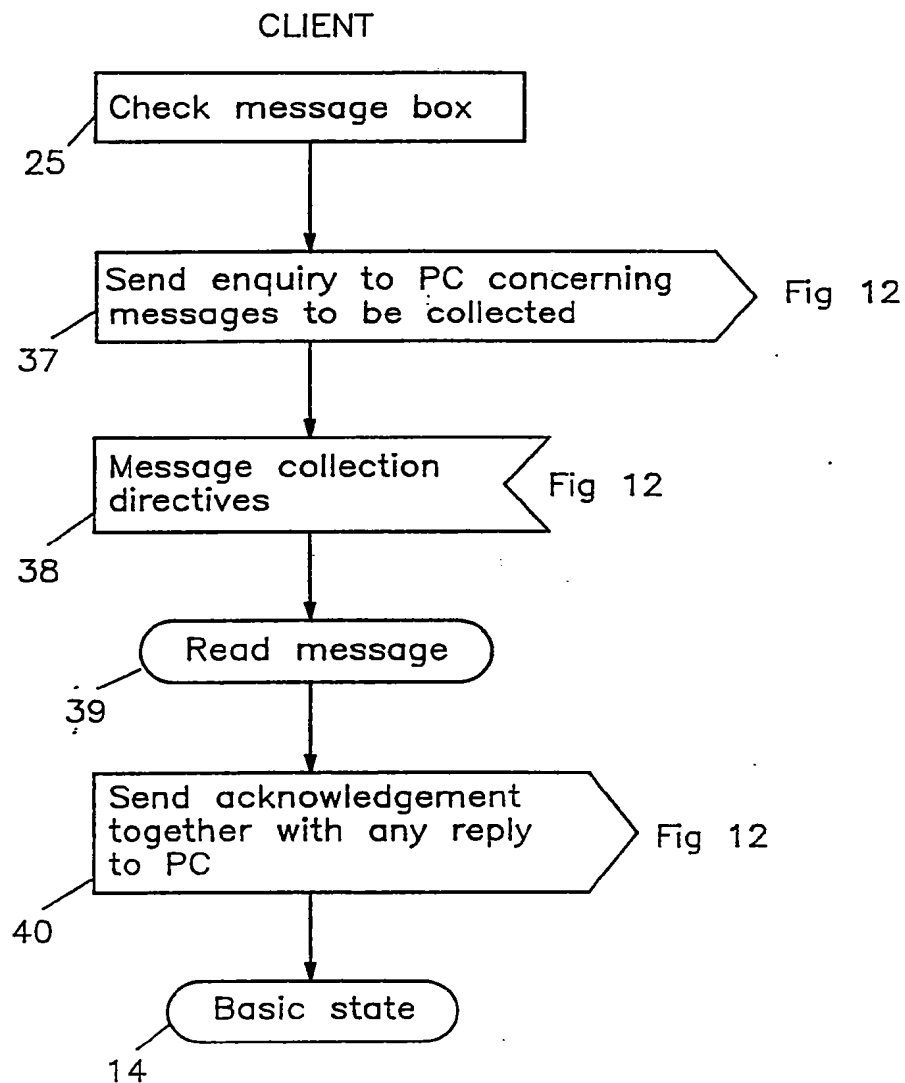 CLIENT
Check message box
25
Send enquiry to PC concerning
messages to be collected
Fig 12
37
Message collection
directives
Fig 12
38
Read message
39
Send acknowledgement
together with any reply
to PC
Fig 12
40
Basic state
14